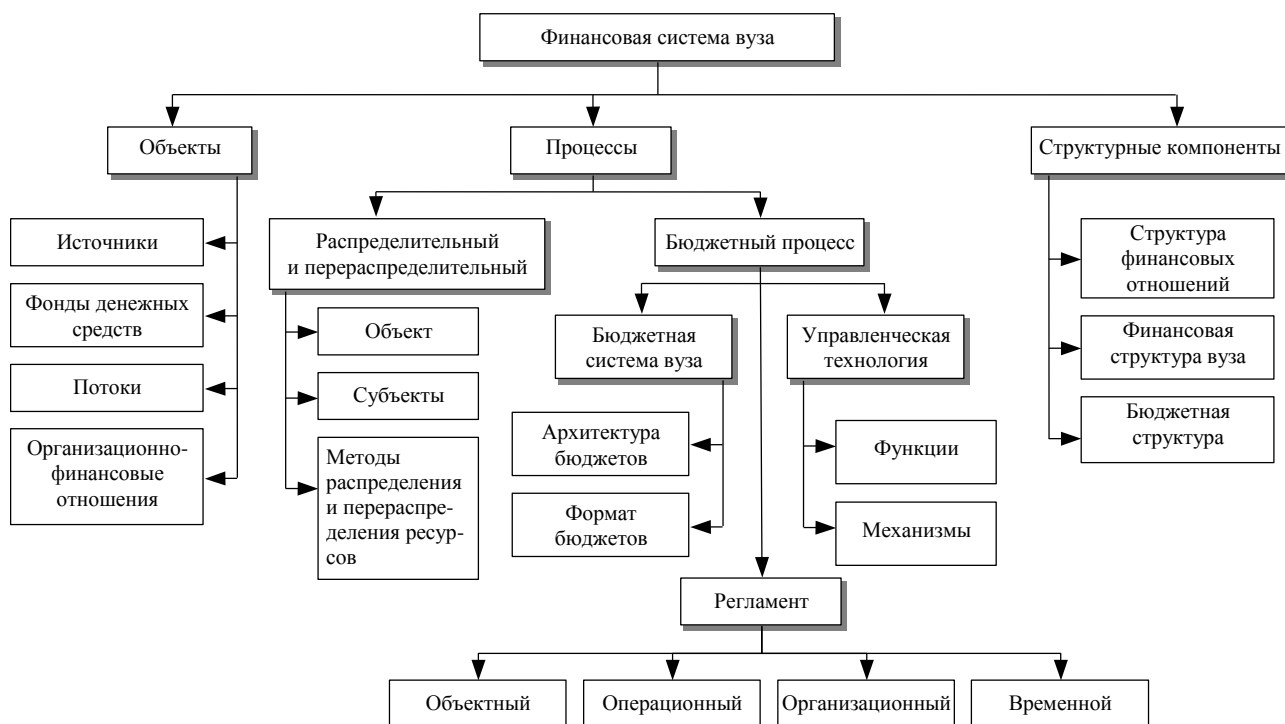 Финансовая система вуза
Объекты
Процессы
Структурные компоненты
Источники
Фонды денежных
средств
Потоки
Организационно-
финансовые
отношения
Распределительный
и перераспределительный
Объект
Субъекты
Методы
распределения
и перераспре-
деления ресур-
сов
Бюджетный процесс
Бюджетная
система вуза
Архитектура
бюджетов
Формат
бюджетов
Управленческая
технология
Функции
Механизмы
Регламент
Объектный
Операционный
Организационный
Временной
Структура
финансовых
отношений
Финансовая
структура вуза
Бюджетная
структура